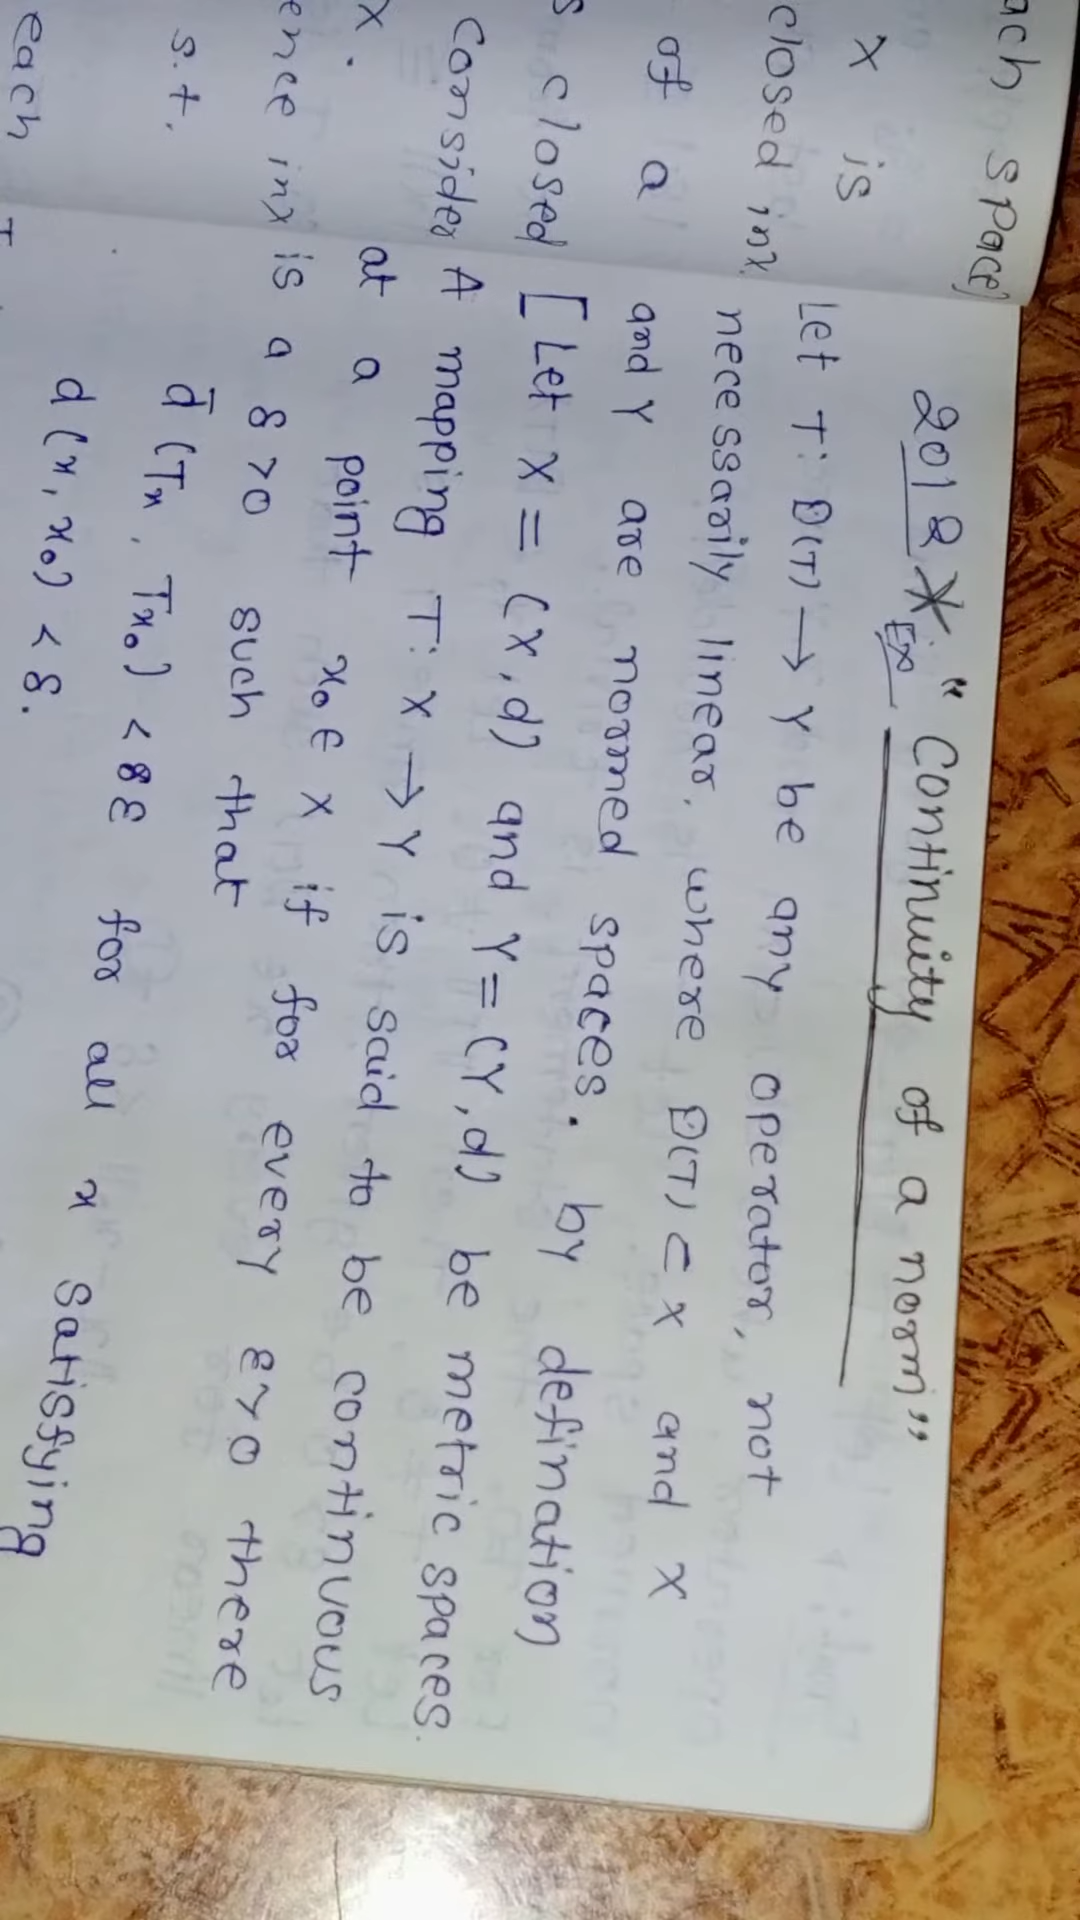 ach space)
x is
closed in x
of a
s closed
Consider
x.
ence in x
s.t.
each
2012 * Ex "Continuity of a norm"
Let T: D(T) → Y be any operator, not
necessarily linear, where D(T) ⊂ X and X
and Y are normed spaces. by defination
[Let X = (X, d) and Y = (Y, d) be metric spaces.
A mapping T: X → Y is said to be continuous
at a point x₀ ∈ X if for every ε > 0 there
is a δ > 0 such that
d̄(Tx, Tx₀) < δε for all x satisfying
d(x, x₀) < δ.